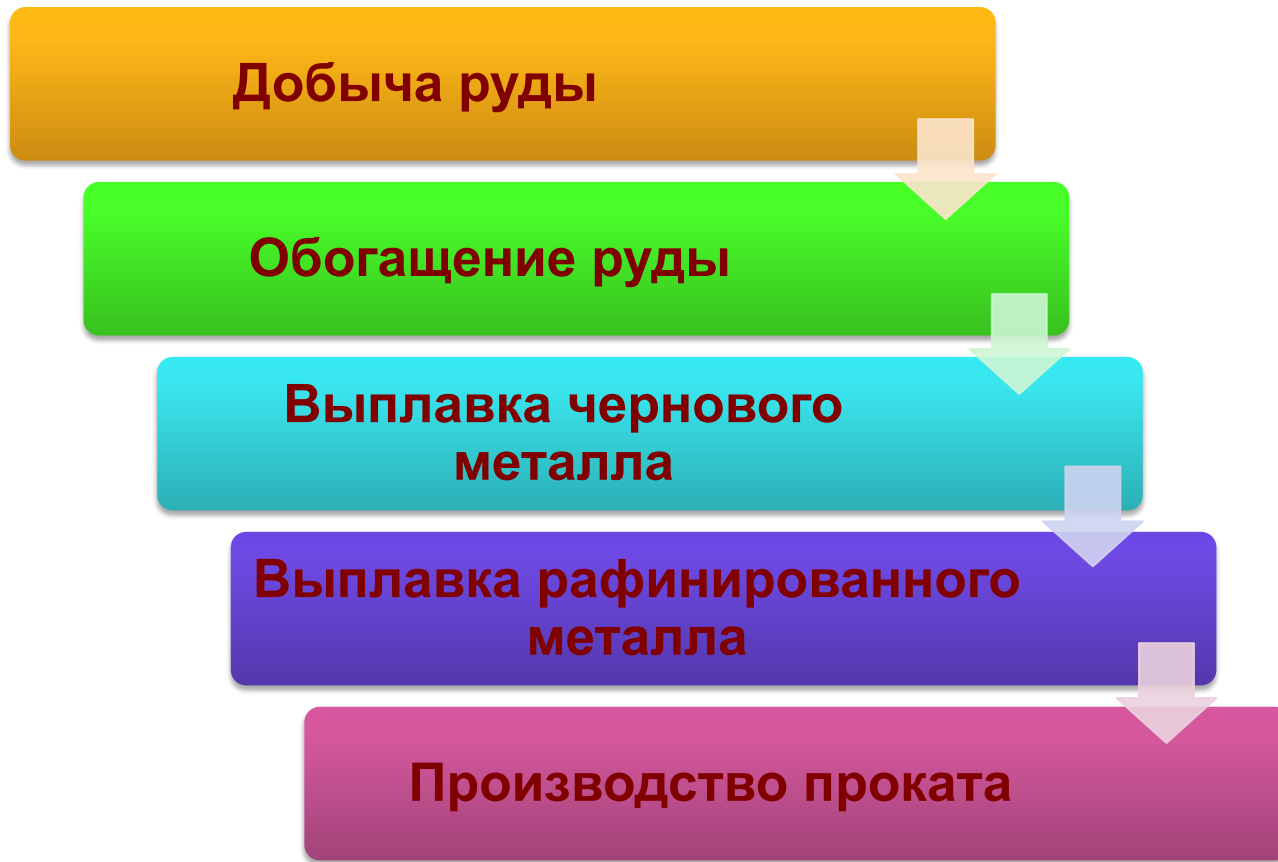 Добыча руды
Обогащение руды
Выплавка чернового
металла
Выплавка рафинированного
металла
Производство проката